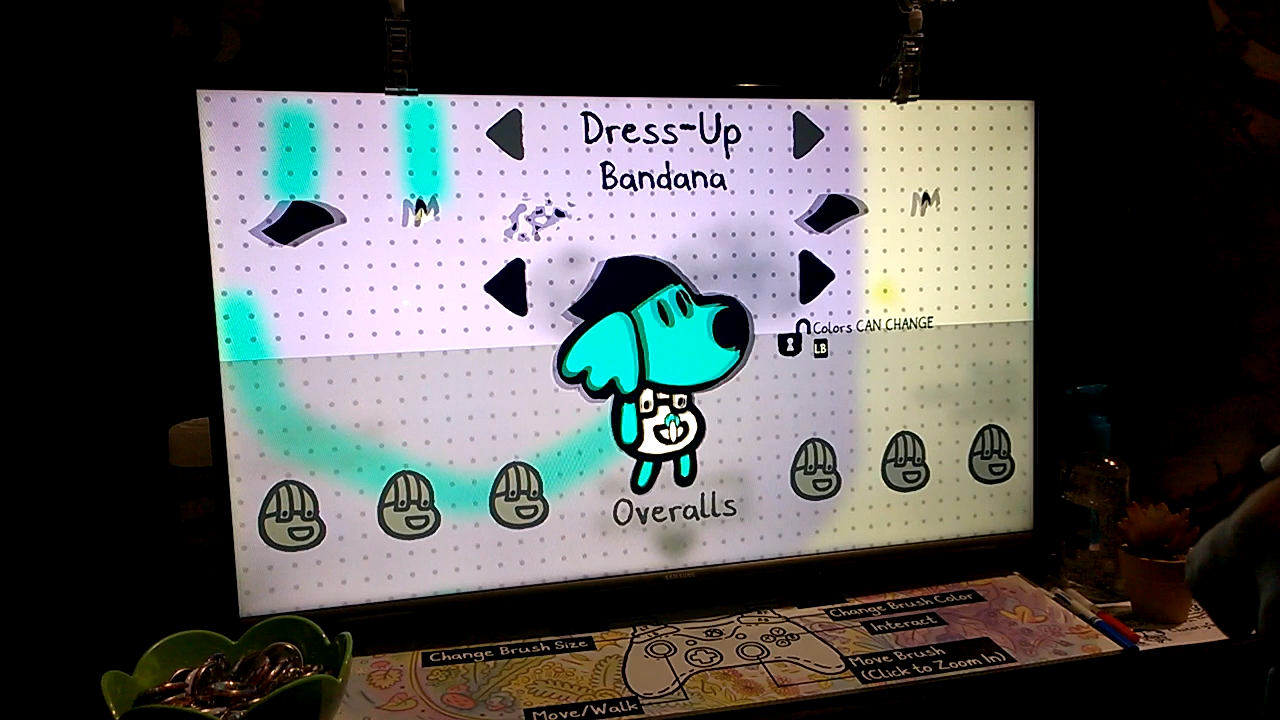 Dress-Up
Bandana
Colors CAN CHANGE
LB
Overalls
SAMSUNG
Change Brush Size
Change Brush Color
Interact
Move Brush
(Click to Zoom In)
Move/Walk